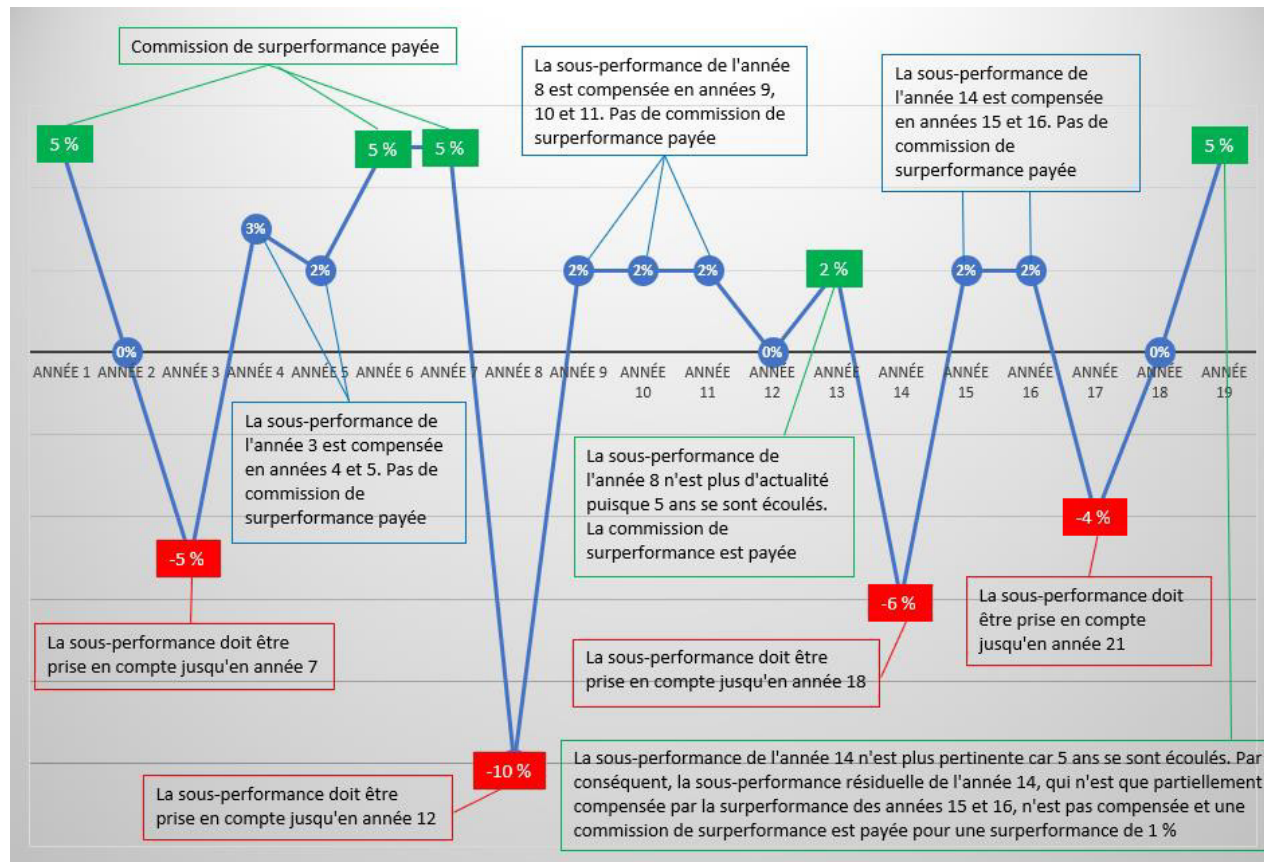 Commission de surperformance payée
La sous-performance de l'année
8 est compensée en années 9,
10 et 11. Pas de commission de
surperformance payée
La sous-performance de
l'année 14 est compensée
en années 15 et 16. Pas de
commission de
surperformance payée
5 %
0%
-5 %
3%
2%
5 %
5 %
-10 %
2%
2%
2%
0%
2 %
-6 %
2%
2%
-4 %
0%
5 %
ANNÉE 1
ANNÉE 2
ANNÉE 3
ANNÉE 4
ANNÉE 5
ANNÉE 6
ANNÉE 7
ANNÉE 8
ANNÉE 9
ANNÉE
10
ANNÉE
11
ANNÉE
12
ANNÉE
13
ANNÉE
14
ANNÉE
15
ANNÉE
16
ANNÉE
17
ANNÉE
18
ANNÉE
19
La sous-performance de
l'année 3 est compensée
en années 4 et 5. Pas de
commission de
surperformance payée
La sous-performance de
l'année 8 n'est plus d'actualité
puisque 5 ans se sont écoulés.
La commission de
surperformance est payée
La sous-performance doit être
prise en compte jusqu'en année 7
La sous-performance doit être
prise en compte jusqu'en année 18
La sous-performance doit
être prise en compte
jusqu'en année 21
La sous-performance doit être
prise en compte jusqu'en année 12
La sous-performance de l'année 14 n'est plus pertinente car 5 ans se sont écoulés. Par
conséquent, la sous-performance résiduelle de l'année 14, qui n'est que partiellement
compensée par la surperformance des années 15 et 16, n'est pas compensée et une
commission de surperformance est payée pour une surperformance de 1 %